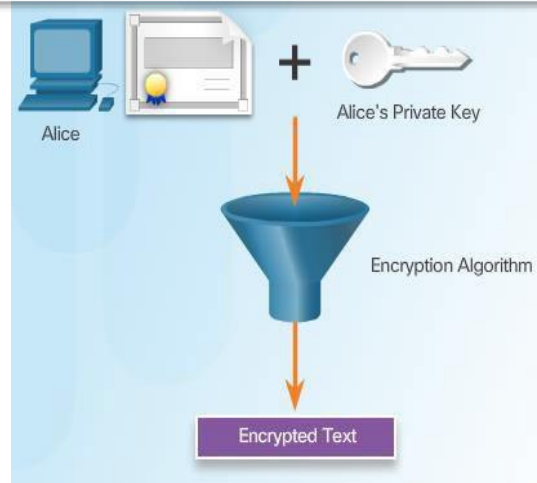 Alice
Alice's Private Key
Encryption Algorithm
Encrypted Text